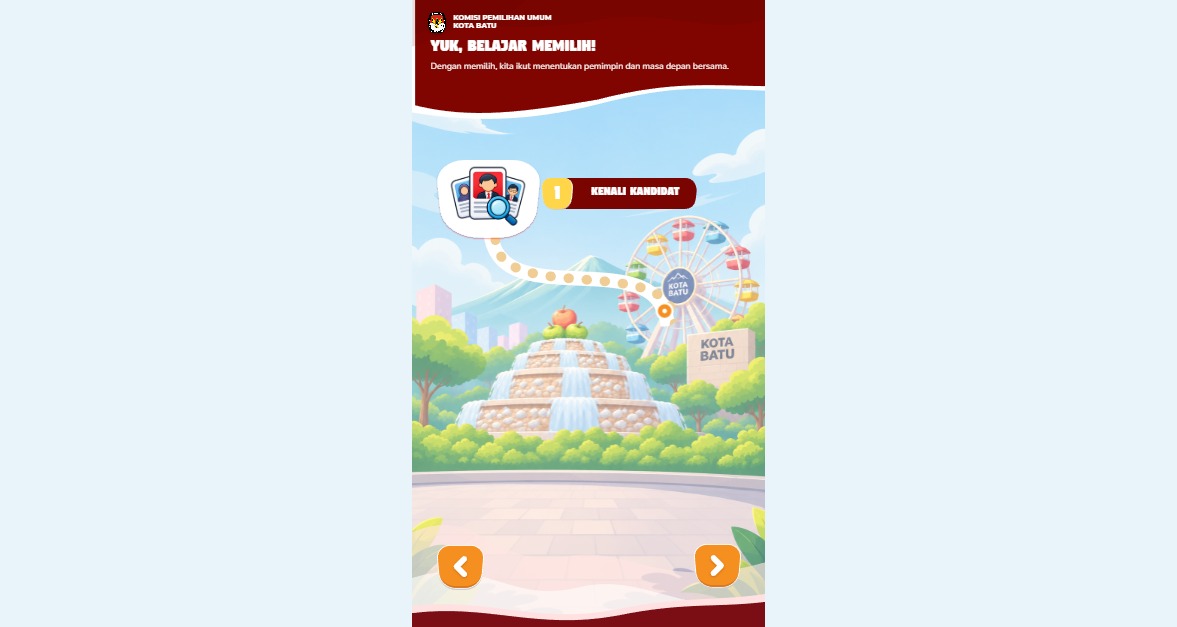 KOMISI PEMILIHAN UMUM
KOTA BATU
YUK, BELAJAR MEMILIH!
Dengan memilih, kita ikut menentukan pemimpin dan masa depan bersama.
1
KENALI KANDIDAT
KOTA
BATU
KOTA
BATU